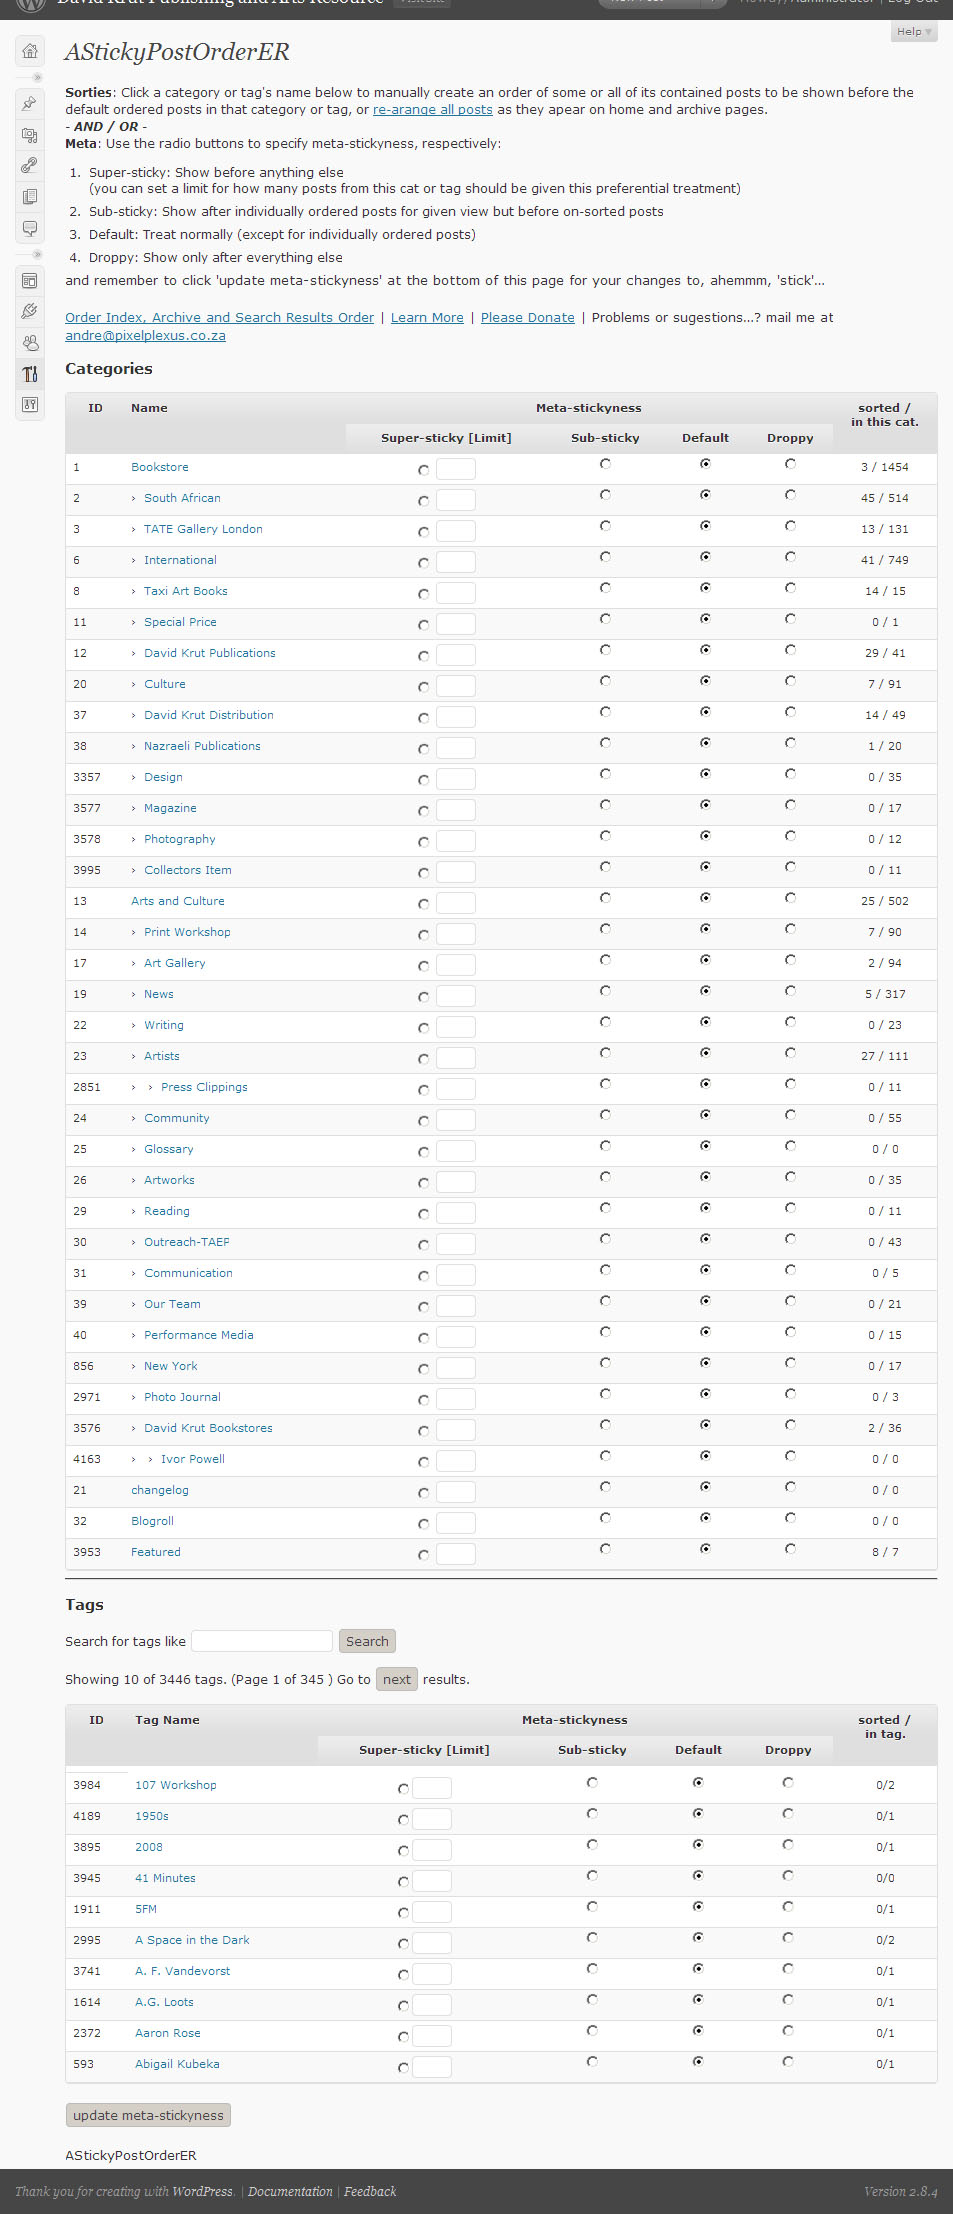 David Krut Publishing and Arts Resource
Help
AStickyPostOrderER
Sorties: Click a category or tag's name below to manually create an order of some or all of its contained posts to be shown before the
default ordered posts in that category or tag, or re-arange all posts as they apear on home and archive pages.
- AND / OR -
Meta: Use the radio buttons to specify meta-stickyness, respectively:
1. Super-sticky: Show before anything else
(you can set a limit for how many posts from this cat or tag should be given this preferential treatment)
2. Sub-sticky: Show after individually ordered posts for given view but before on-sorted posts
3. Default: Treat normally (except for individually ordered posts)
4. Droppy: Show only after everything else
and remember to click 'update meta-stickyness' at the bottom of this page for your changes to, ahemmm, 'stick'...
Order Index, Archive and Search Results Order | Learn More | Please Donate | Problems or sugestions...? mail me at
andre@pixelplexus.co.za
Categories
ID Name Meta-stickyness sorted /
in this cat.
Super-sticky [Limit] Sub-sticky Default Droppy
1 Bookstore 3 / 1454
2 › South African 45 / 514
3 › TATE Gallery London 13 / 131
6 › International 41 / 749
8 › Taxi Art Books 14 / 15
11 › Special Price 0 / 1
12 › David Krut Publications 29 / 41
20 › Culture 7 / 91
37 › David Krut Distribution 14 / 49
38 › Nazraeli Publications 1 / 20
3357 › Design 0 / 35
3577 › Magazine 0 / 17
3578 › Photography 0 / 12
3995 › Collectors Item 0 / 11
13 Arts and Culture 25 / 502
14 › Print Workshop 7 / 90
17 › Art Gallery 2 / 94
19 › News 5 / 317
22 › Writing 0 / 23
23 › Artists 27 / 111
2851 › › Press Clippings 0 / 11
24 › Community 0 / 55
25 › Glossary 0 / 0
26 › Artworks 0 / 35
29 › Reading 0 / 11
30 › Outreach-TAEP 0 / 43
31 › Communication 0 / 5
39 › Our Team 0 / 21
40 › Performance Media 0 / 15
856 › New York 0 / 17
2971 › Photo Journal 0 / 3
3576 › David Krut Bookstores 2 / 36
4163 › › Ivor Powell 0 / 0
21 changelog 0 / 0
32 Blogroll 0 / 0
3953 Featured 8 / 7
Tags
Search for tags like Search
Showing 10 of 3446 tags. (Page 1 of 345 ) Go to next results.
ID Tag Name Meta-stickyness sorted /
in tag.
Super-sticky [Limit] Sub-sticky Default Droppy
3984 107 Workshop 0/2
4189 1950s 0/1
3895 2008 0/1
3945 41 Minutes 0/0
1911 5FM 0/1
2995 A Space in the Dark 0/2
3741 A. F. Vandevorst 0/1
1614 A.G. Loots 0/1
2372 Aaron Rose 0/1
593 Abigail Kubeka 0/1
update meta-stickyness
AStickyPostOrderER
Thank you for creating with WordPress. | Documentation | Feedback Version 2.8.4